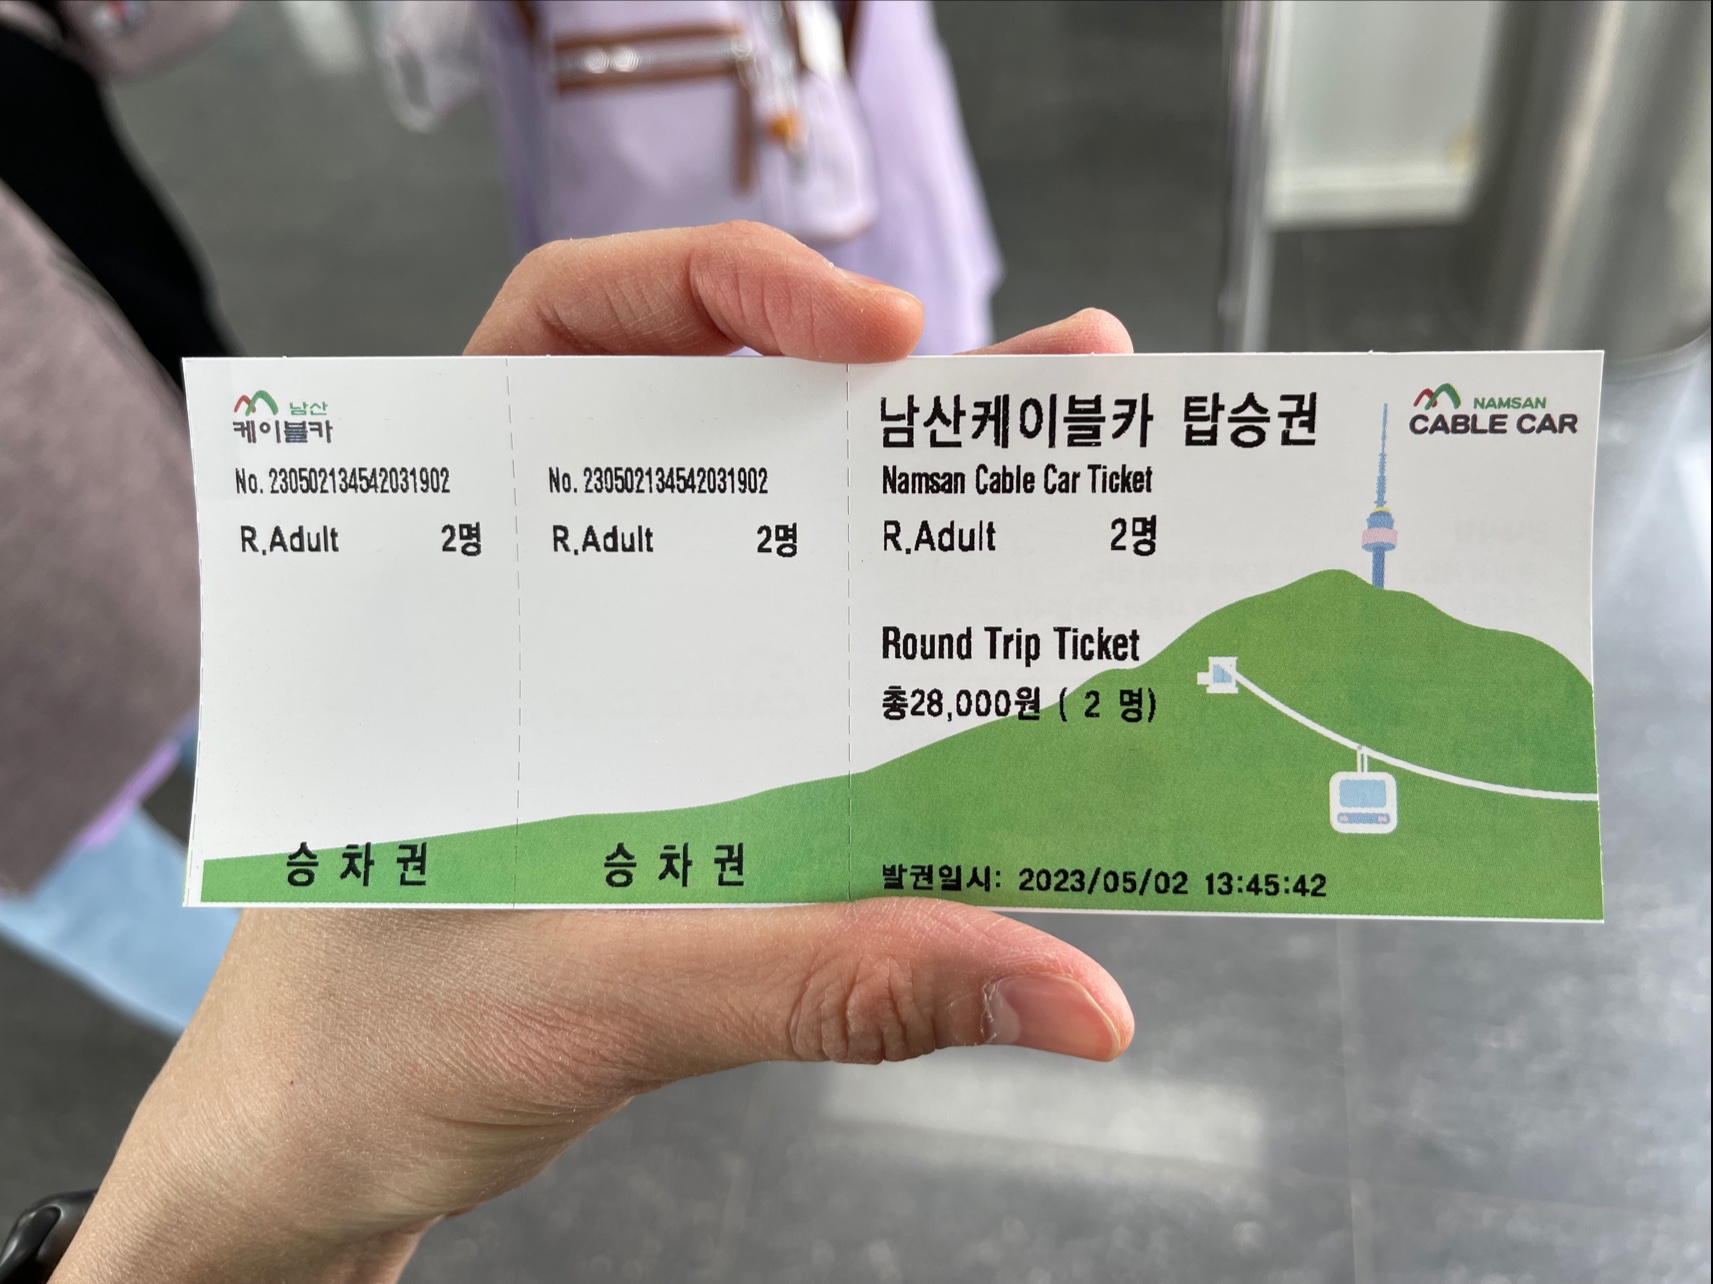 남산
케이블카
No. 230502134542031902
R.Adult 2명
승 차 권
No. 230502134542031902
R.Adult 2명
승 차 권
남산케이블카 탑승권
Namsan Cable Car Ticket
R.Adult 2명
Round Trip Ticket
총28,000원 ( 2 명)
발권일시: 2023/05/02 13:45:42
NAMSAN
CABLE CAR